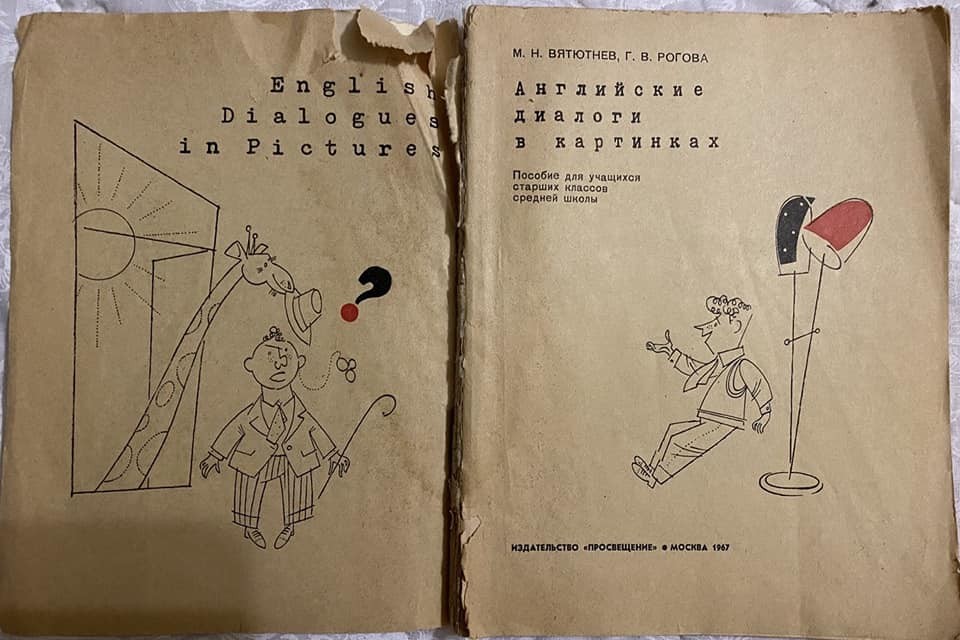 English
Dialogues
in Pictures
М. Н. ВЯТЮТНЕВ, Г. В. РОГОВА
Английские
диалоги
в картинках
Пособие для учащихся
старших классов
средней школы
ИЗДАТЕЛЬСТВО «ПРОСВЕЩЕНИЕ» ● МОСКВА 1967